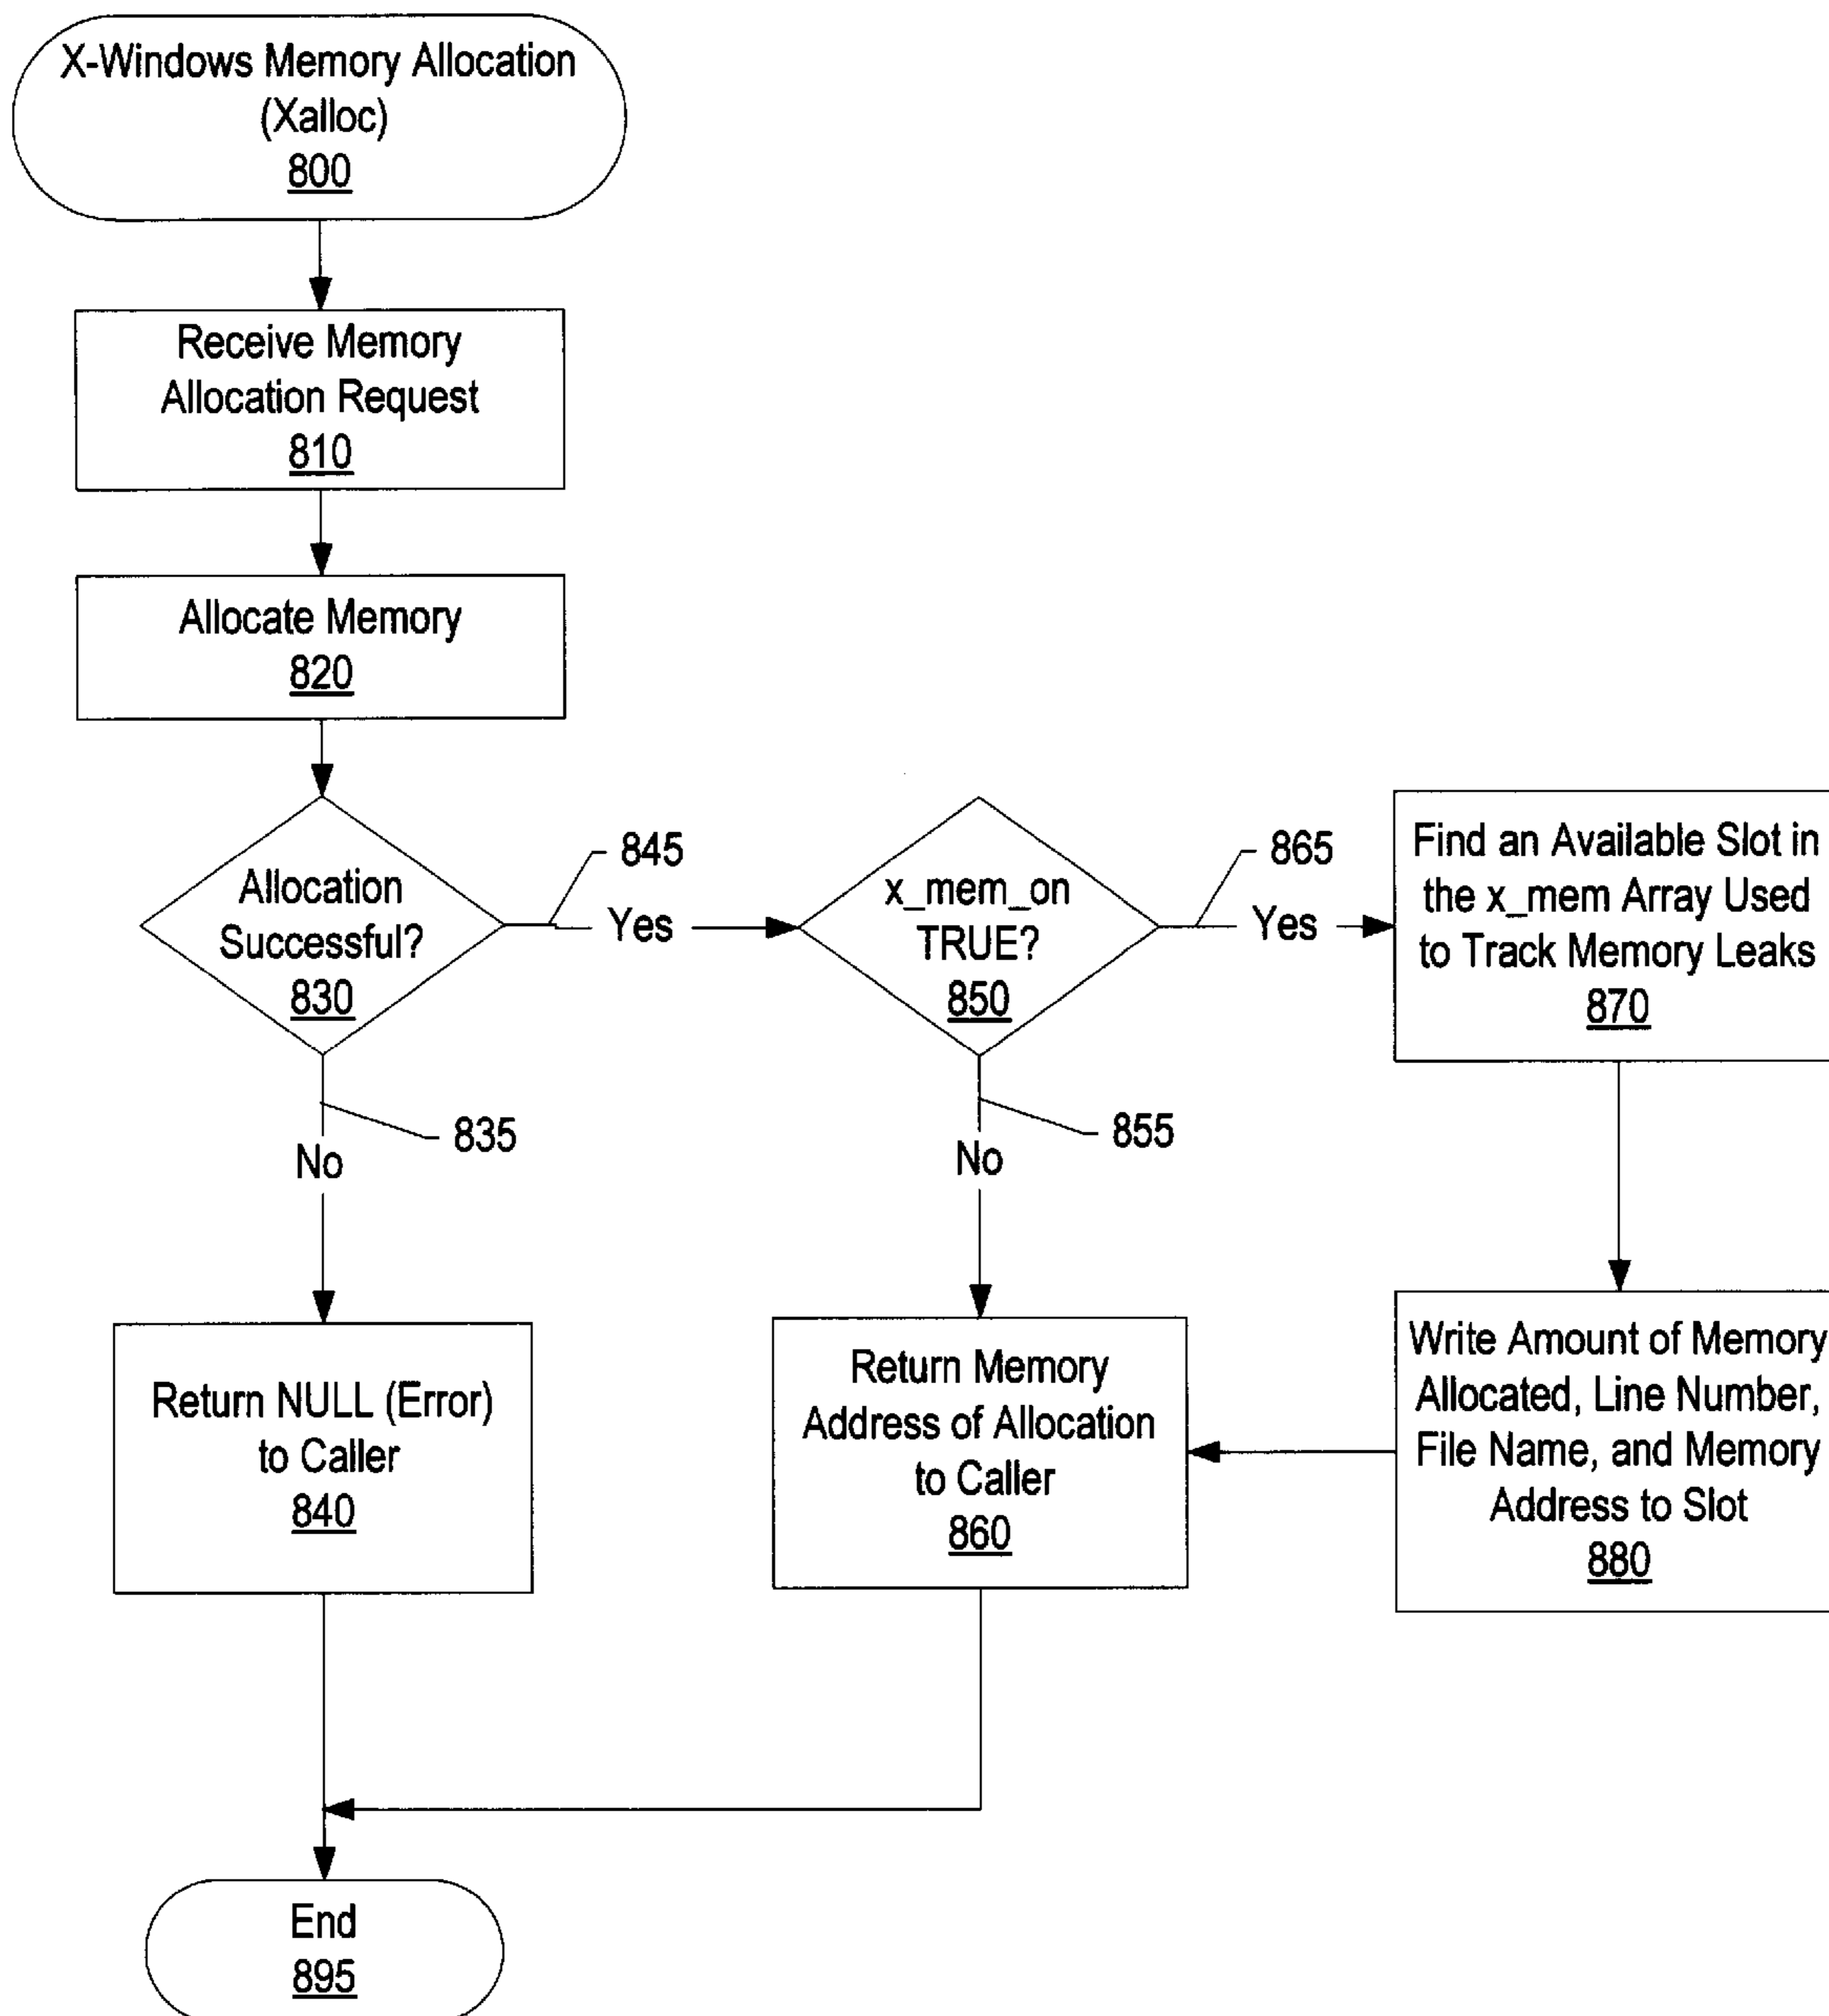 X-Windows Memory Allocation
(Xalloc)
800
Receive Memory
Allocation Request
810
Allocate Memory
820
Allocation
Successful?
830
845
Yes
x_mem_on
TRUE?
850
865
Yes
Find an Available Slot in
the x_mem Array Used
to Track Memory Leaks
870
835
No
855
No
Return NULL (Error)
to Caller
840
Return Memory
Address of Allocation
to Caller
860
Write Amount of Memory
Allocated, Line Number,
File Name, and Memory
Address to Slot
880
End
895